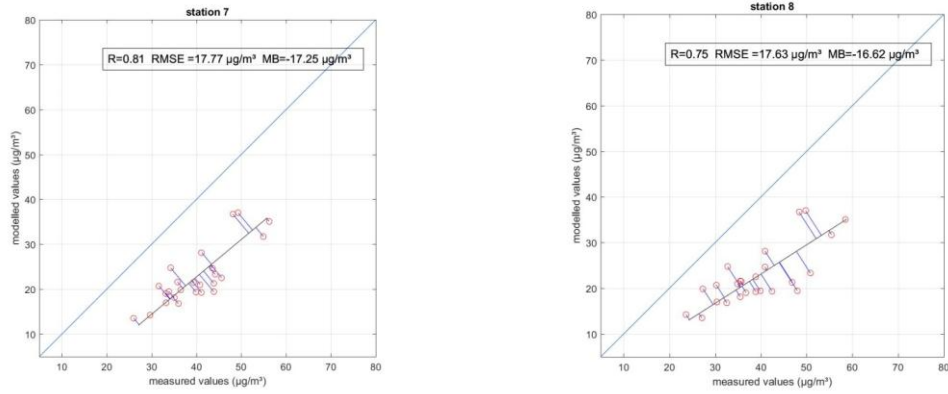 station 7
80
70
60
50
40
30
20
10
modelled values (µg/m³)
R=0.81 RMSE =17.77 µg/m³ MB=-17.25 µg/m³
10 20 30 40 50 60 70 80
measured values (µg/m³)
station 8
80
70
60
50
40
30
20
10
modelled values (µg/m³)
R=0.75 RMSE =17.63 µg/m³ MB=-16.62 µg/m³
10 20 30 40 50 60 70 80
measured values (µg/m³)